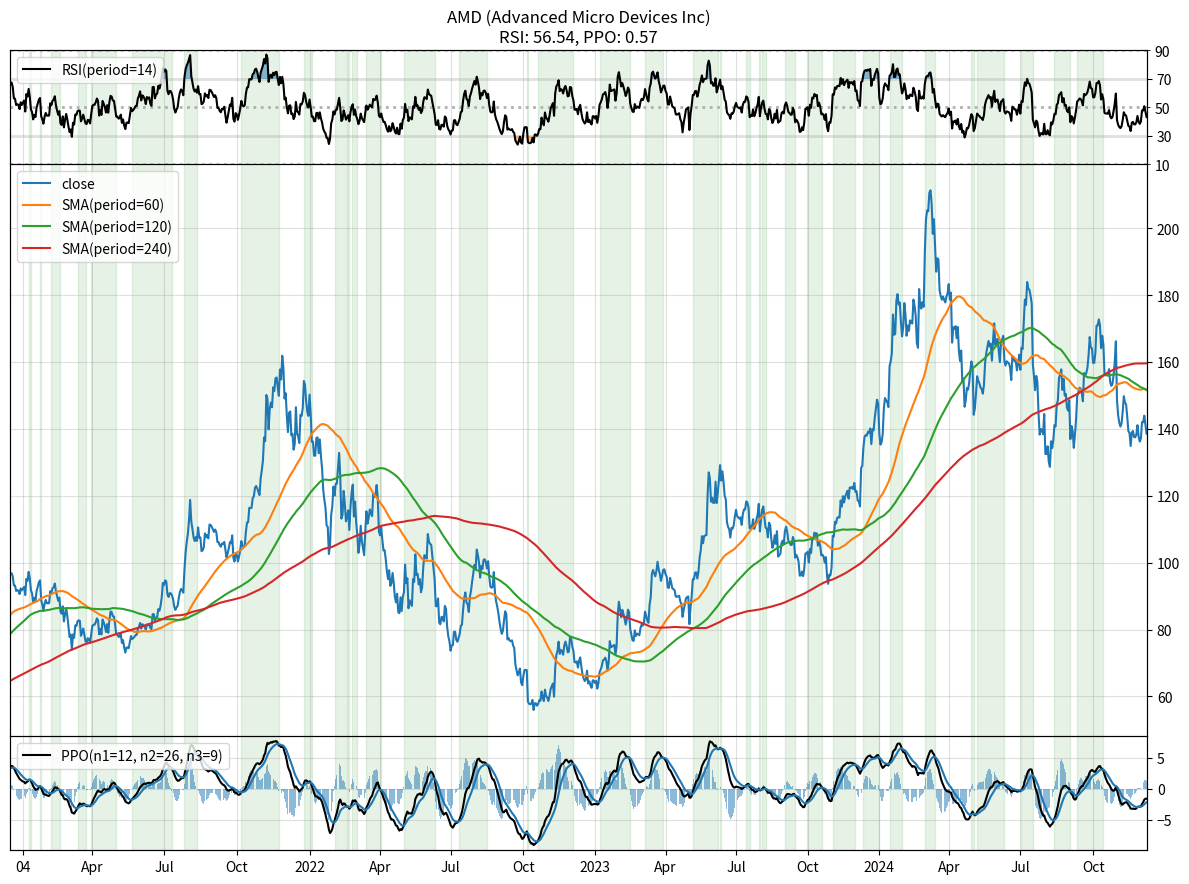 AMD (Advanced Micro Devices Inc)
RSI: 56.54, PPO: 0.57
RSI(period=14)
90
70
50
30
10
close
SMA(period=60)
SMA(period=120)
SMA(period=240)
200
180
160
140
120
100
80
60
PPO(n1=12, n2=26, n3=9)
5
0
−5
04 Apr Jul Oct 2022 Apr Jul Oct 2023 Apr Jul Oct 2024 Apr Jul Oct